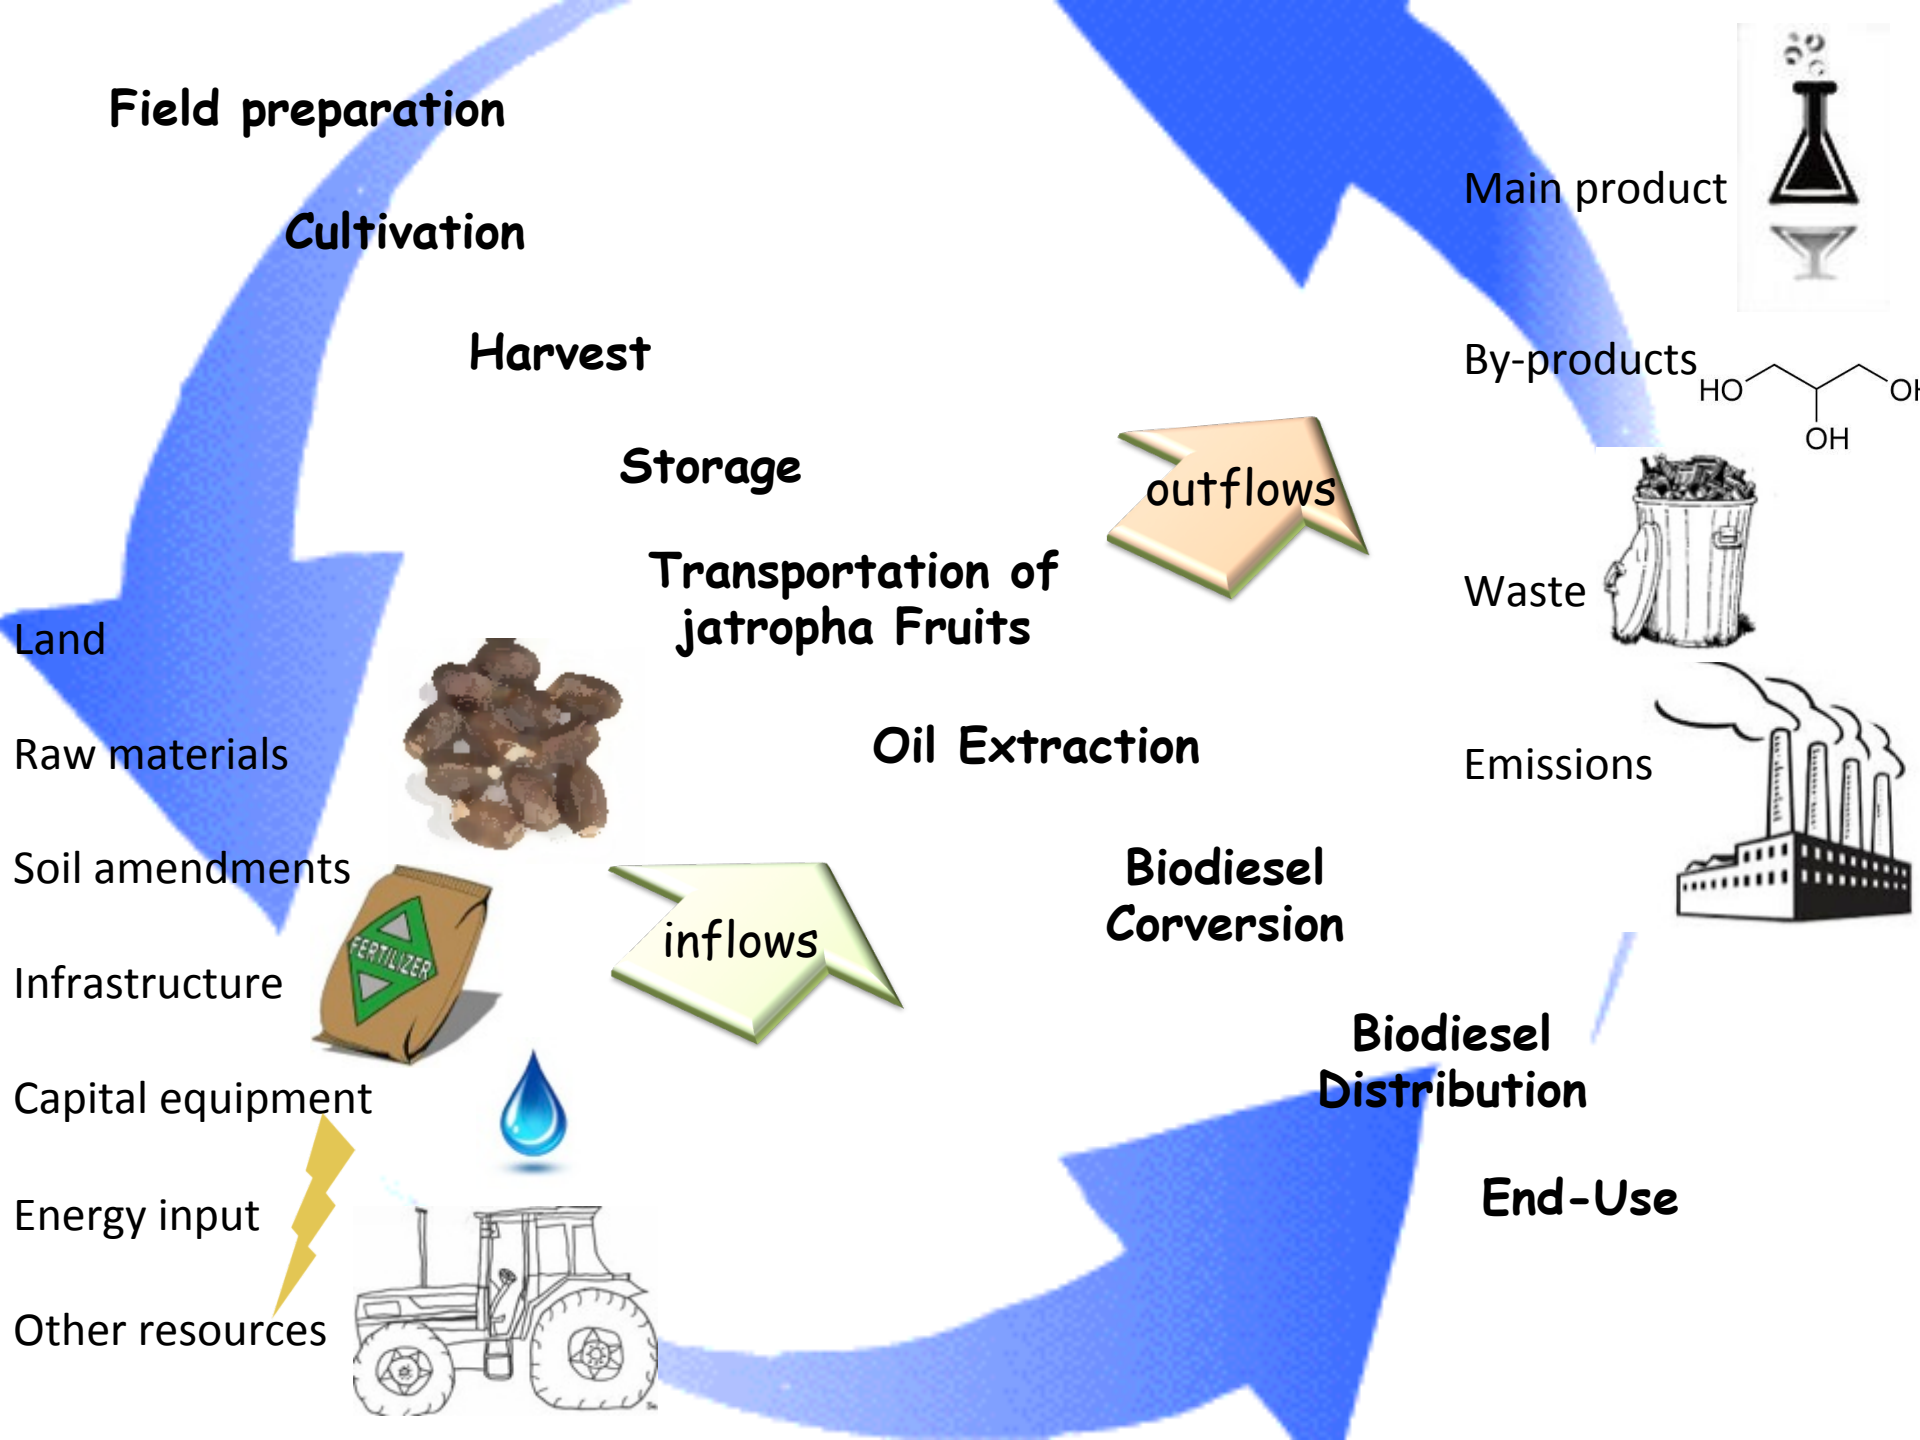 Field preparation
Cultivation
Harvest
Storage
Transportation of
jatropha Fruits
Oil Extraction
Biodiesel
Corversion
Biodiesel
Distribution
End-Use
outflows
inflows
Land
Raw materials
Soil amendments
Infrastructure
Capital equipment
Energy input
Other resources
FERTILIZER
Main product
By-products
HO
OH
OH
Waste
Emissions